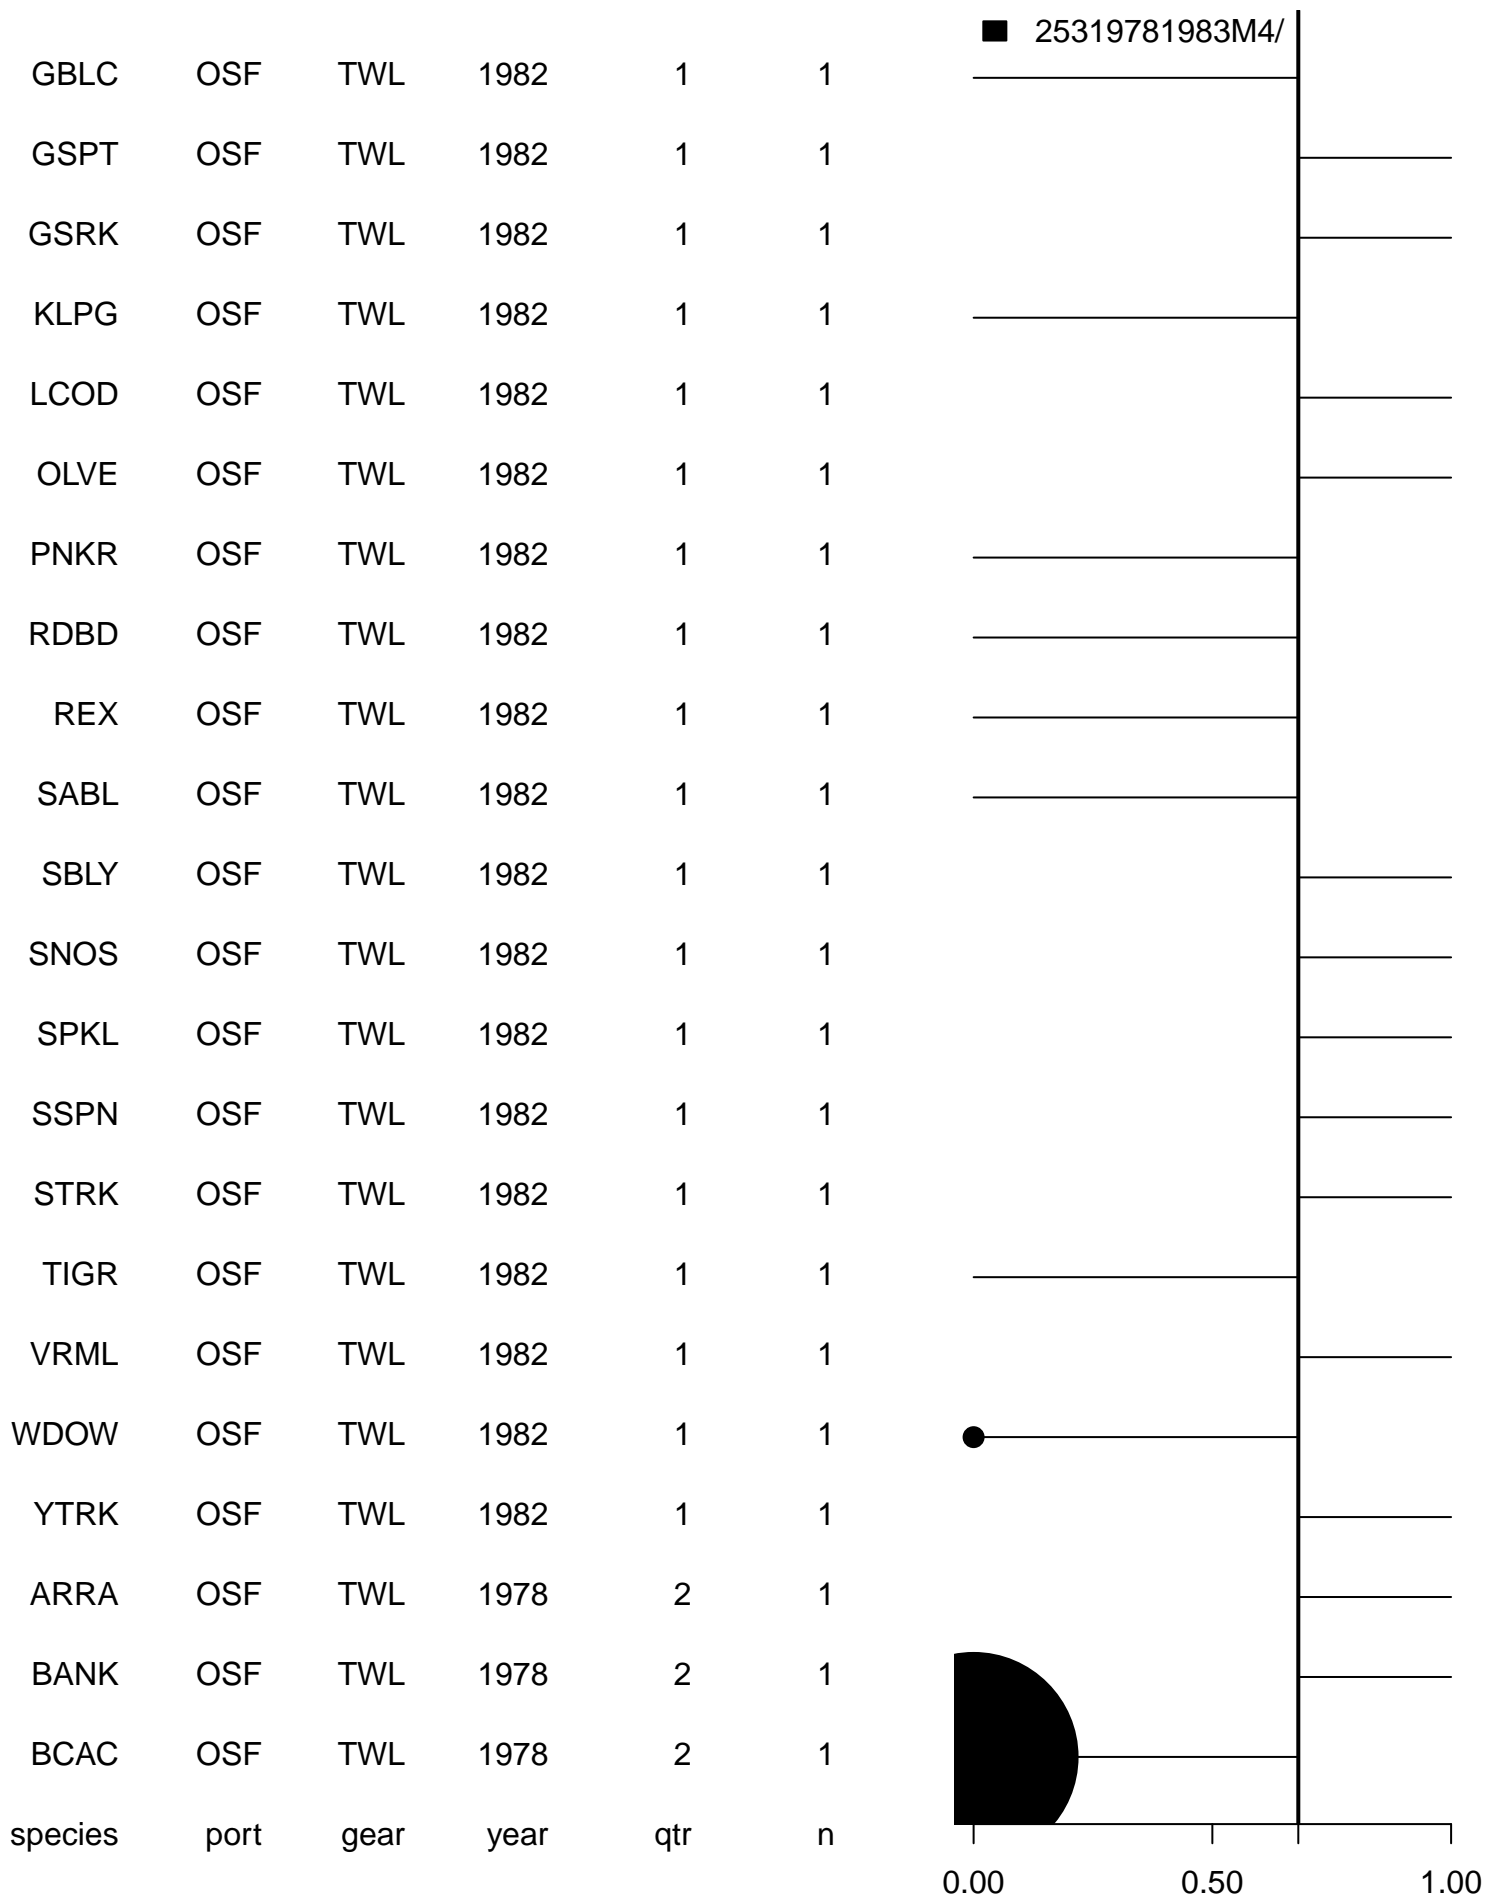 25319781983M4/
GBLC OSF TWL 1982 1 1
GSPT OSF TWL 1982 1 1
GSRK OSF TWL 1982 1 1
KLPG OSF TWL 1982 1 1
LCOD OSF TWL 1982 1 1
OLVE OSF TWL 1982 1 1
PNKR OSF TWL 1982 1 1
RDBD OSF TWL 1982 1 1
REX OSF TWL 1982 1 1
SABL OSF TWL 1982 1 1
SBLY OSF TWL 1982 1 1
SNOS OSF TWL 1982 1 1
SPKL OSF TWL 1982 1 1
SSPN OSF TWL 1982 1 1
STRK OSF TWL 1982 1 1
TIGR OSF TWL 1982 1 1
VRML OSF TWL 1982 1 1
WDOW OSF TWL 1982 1 1
YTRK OSF TWL 1982 1 1
ARRA OSF TWL 1978 2 1
BANK OSF TWL 1978 2 1
BCAC OSF TWL 1978 2 1
species port gear year qtr n
0.00 0.50 1.00